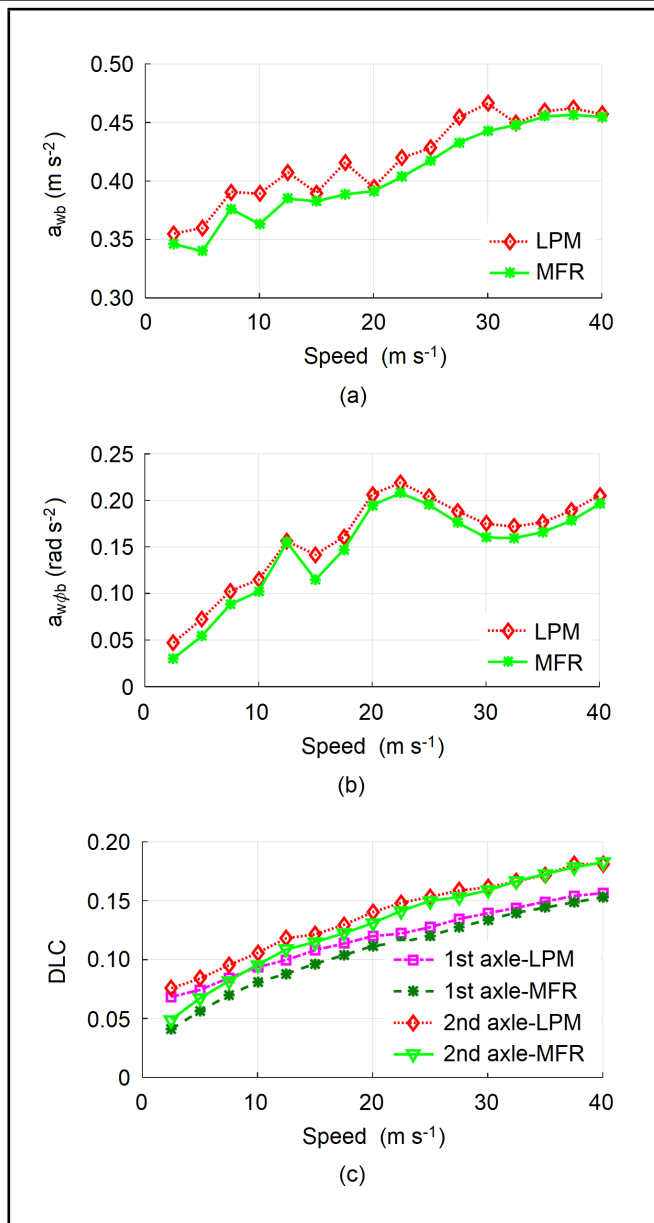 0.50
0.45
0.40
0.35
0.30
a_wb (m s⁻²)
LPM
MFR
0 10 20 30 40
Speed (m s⁻¹)
(a)
0.25
0.20
0.15
0.10
0.05
0
a_wϕb (rad s⁻²)
LPM
MFR
0 10 20 30 40
Speed (m s⁻¹)
(b)
0.20
0.15
0.10
0.05
0
DLC
1st axle-LPM
1st axle-MFR
2nd axle-LPM
2nd axle-MFR
0 10 20 30 40
Speed (m s⁻¹)
(c)